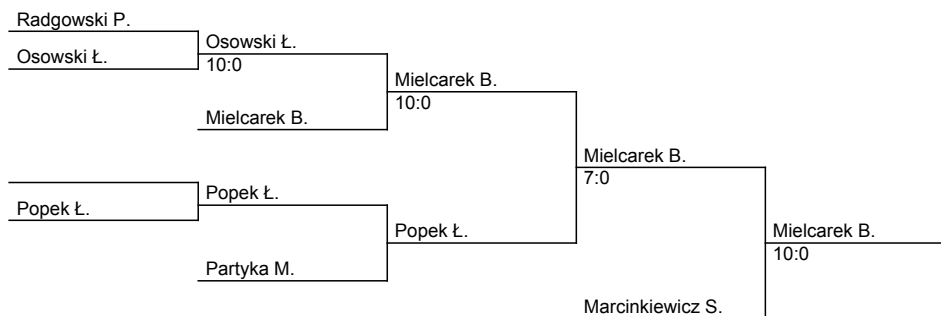 Radgowski P.
Osowski Ł.
Osowski Ł.
10:0
Mielcarek B.
Mielcarek B.
10:0
Popek Ł.
Popek Ł.
Partyka M.
Popek Ł.
Mielcarek B.
7:0
Marcinkiewicz S.
Mielcarek B.
10:0